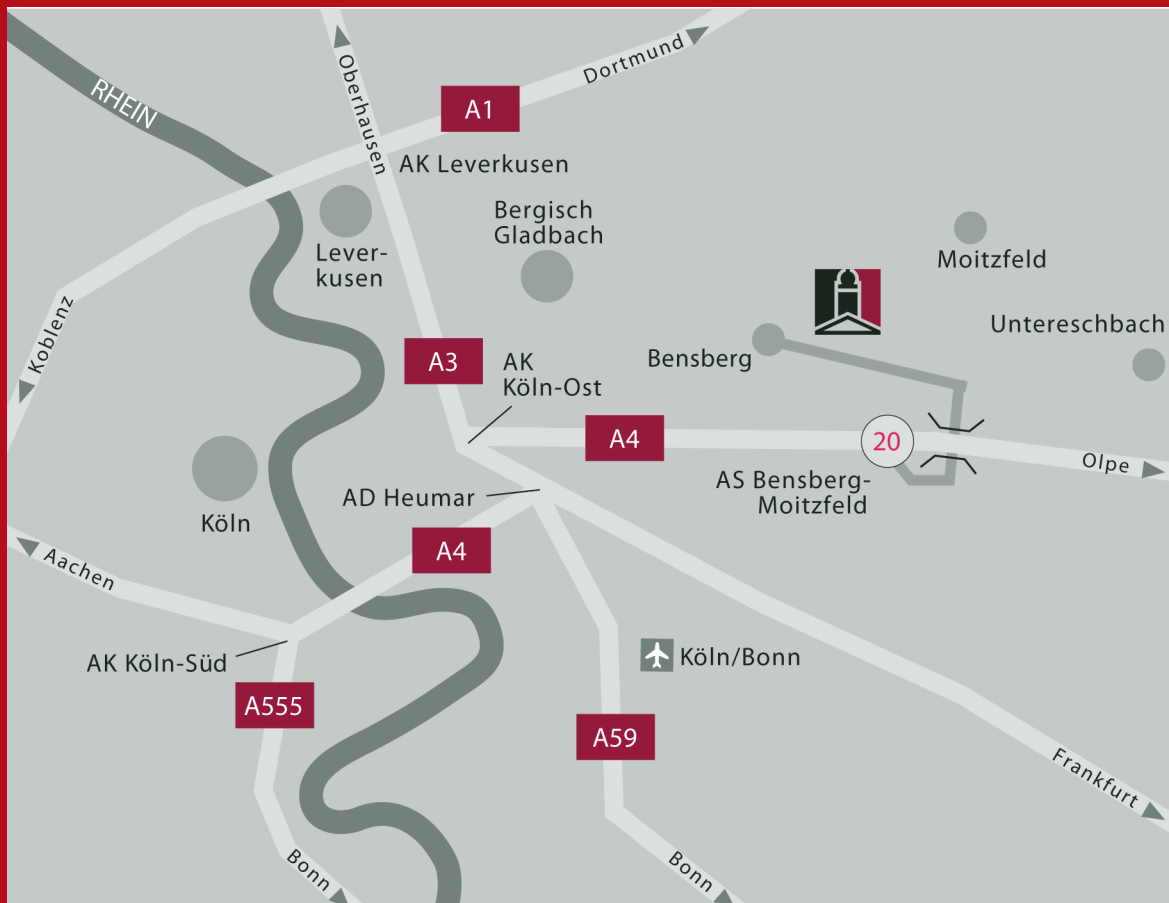 RHEIN
Oberhausen
Dortmund
A1
AK Leverkusen
Bergisch
Gladbach
Lever-
kusen
Moitzfeld
Koblenz
Untereschbach
Bensberg
A3
AK
Köln-Ost
A4
20
Olpe
AS Bensberg-
Moitzfeld
AD Heumar
Köln
A4
Aachen
AK Köln-Süd
Köln/Bonn
A555
A59
Frankfurt
Bonn
Bonn